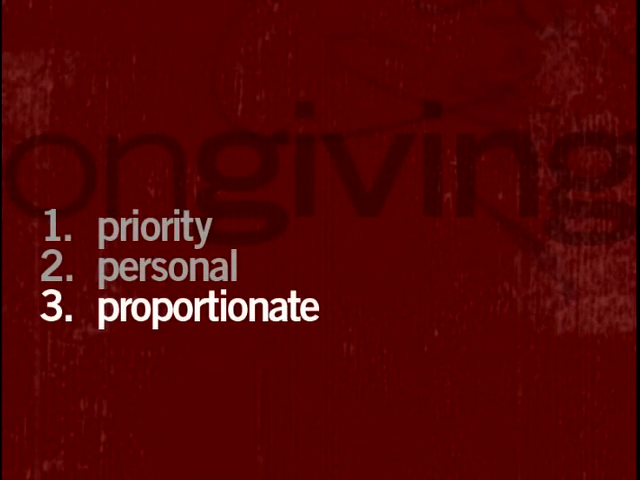 ongiving
1. priority
2. personal
3. proportionate